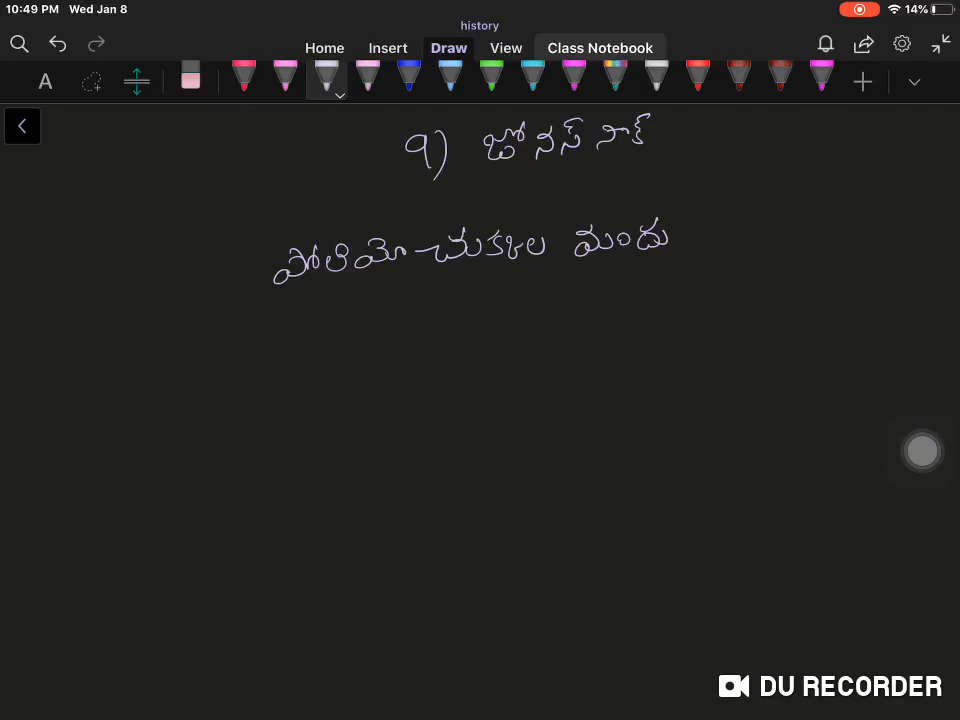 10:49 PM Wed Jan 8
14%
history
Home Insert Draw View Class Notebook
A
9) జోనస్ సాక్
పోలియో చుక్కల మందు
DU RECORDER